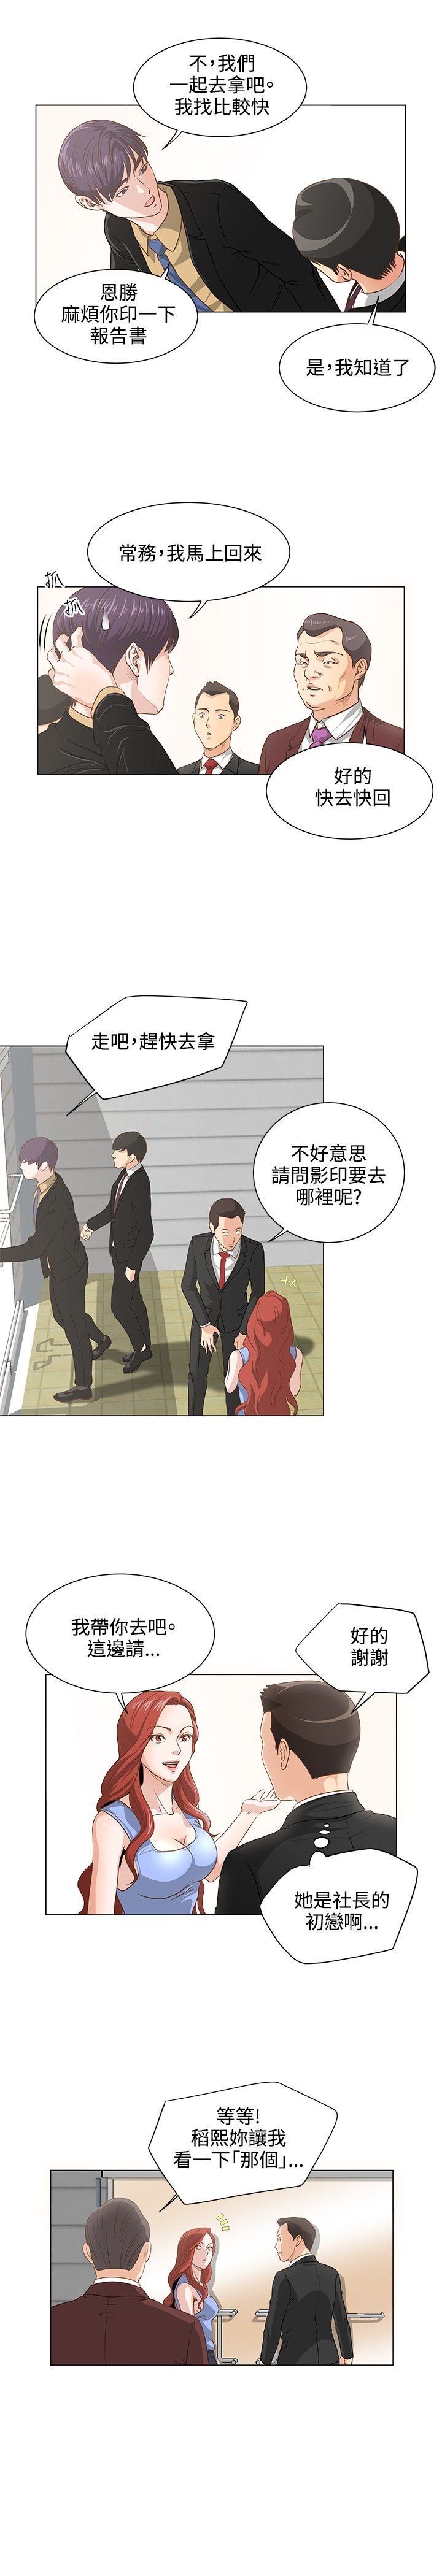 不，我們
一起去拿吧。
我找比較快
恩勝
麻煩你印一下
報告書
是，我知道了
常務，我馬上回來
抓
抓
好的
快去快回
走吧，趕快去拿
不好意思
請問影印要去
哪裡呢?
我帶你去吧。
這邊請...
好的
謝謝
她是社長的
初戀啊...
等等!
稻熙妳讓我
看一下「那個」...